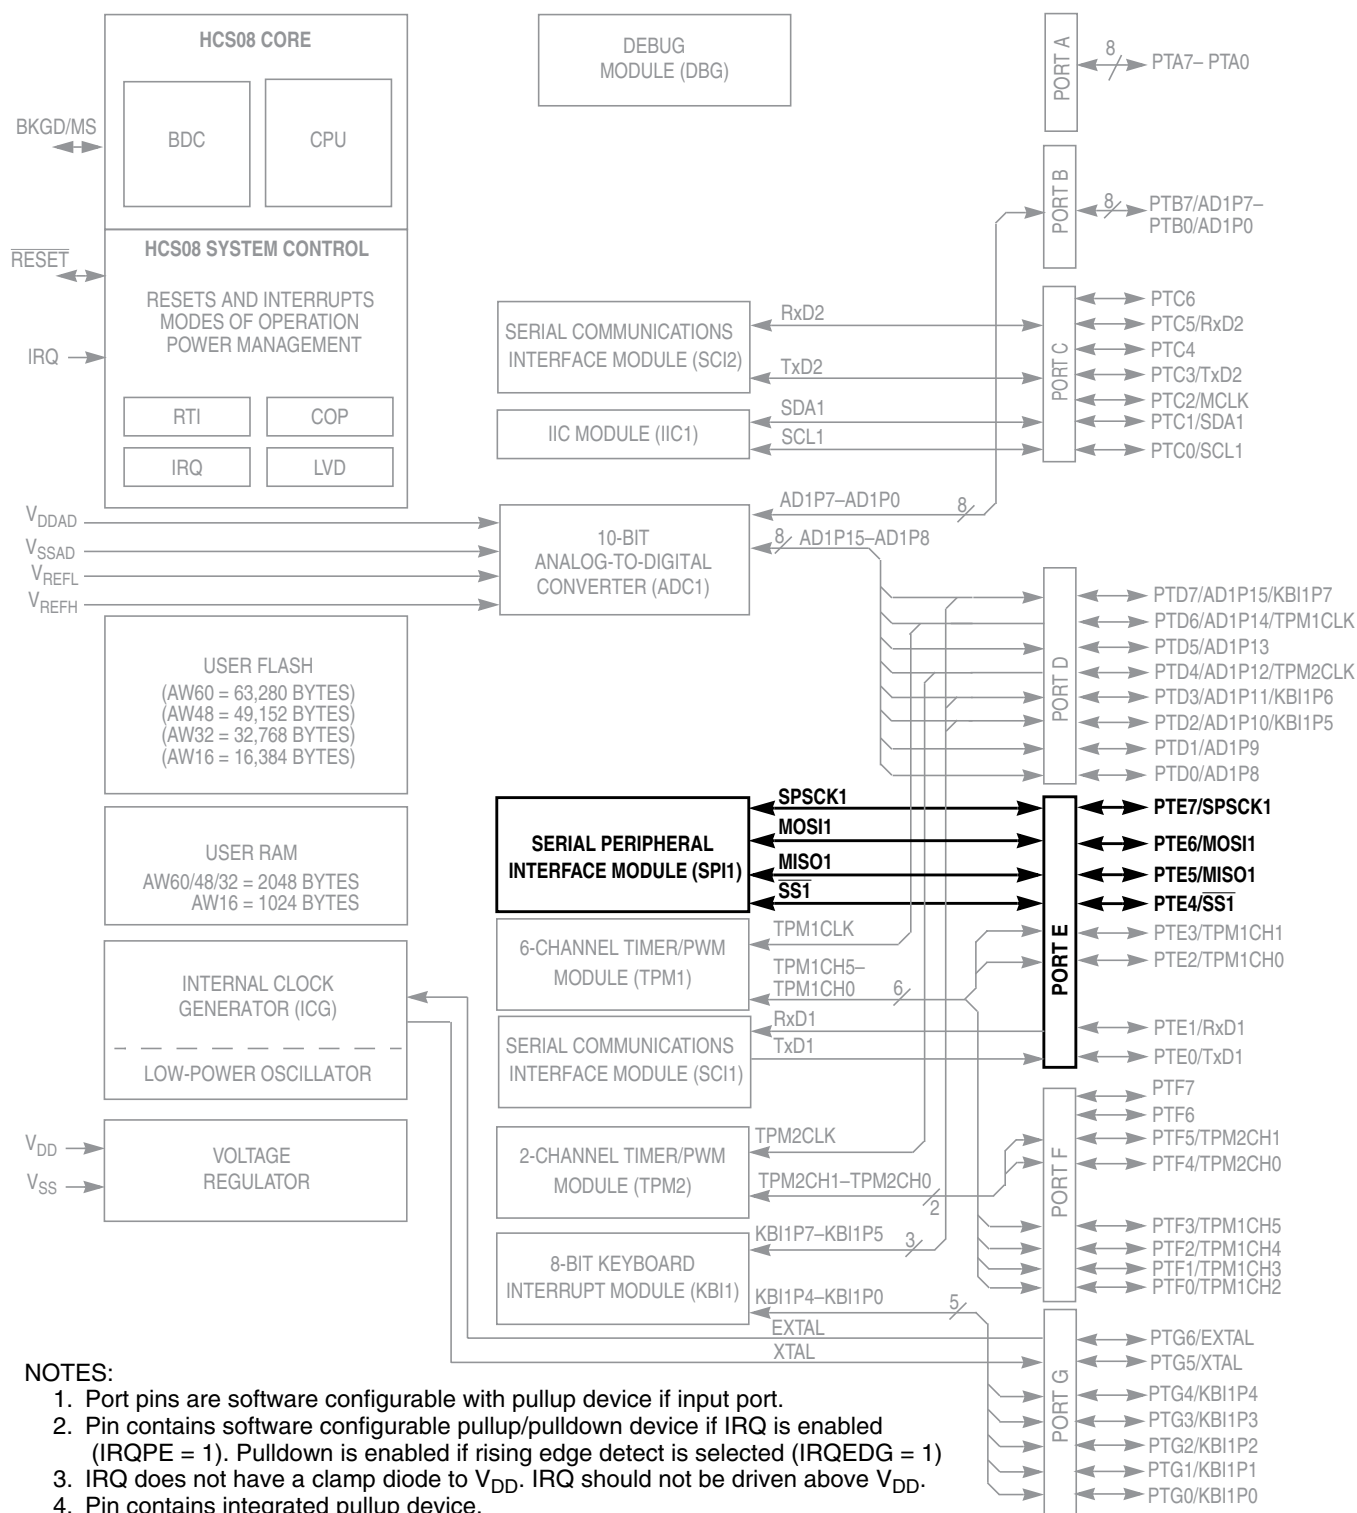 HCS08 CORE
BDC
CPU
BKGD/MS
HCS08 SYSTEM CONTROL
RESET
RESETS AND INTERRUPTS
MODES OF OPERATION
POWER MANAGEMENT
IRQ
RTI
COP
IRQ
LVD
VDDAD
VSSAD
VREFL
VREFH
USER FLASH
(AW60 = 63,280 BYTES)
(AW48 = 49,152 BYTES)
(AW32 = 32,768 BYTES)
(AW16 = 16,384 BYTES)
USER RAM
AW60/48/32 = 2048 BYTES
AW16 = 1024 BYTES
INTERNAL CLOCK
GENERATOR (ICG)
LOW-POWER OSCILLATOR
VDD
VSS
VOLTAGE
REGULATOR
DEBUG
MODULE (DBG)
SERIAL COMMUNICATIONS
INTERFACE MODULE (SCI2)
RxD2
TxD2
IIC MODULE (IIC1)
SDA1
SCL1
10-BIT
ANALOG-TO-DIGITAL
CONVERTER (ADC1)
AD1P7–AD1P0
8
8
AD1P15–AD1P8
SERIAL PERIPHERAL
INTERFACE MODULE (SPI1)
SPSCK1
MOSI1
MISO1
SS1
6-CHANNEL TIMER/PWM
MODULE (TPM1)
TPM1CLK
TPM1CH5–
TPM1CH0
6
SERIAL COMMUNICATIONS
INTERFACE MODULE (SCI1)
RxD1
TxD1
2-CHANNEL TIMER/PWM
MODULE (TPM2)
TPM2CLK
TPM2CH1–TPM2CH0
2
8-BIT KEYBOARD
INTERRUPT MODULE (KBI1)
KBI1P7–KBI1P5
3
KBI1P4–KBI1P0
5
EXTAL
XTAL
PORT A
8
PTA7– PTA0
PORT B
8
PTB7/AD1P7–
PTB0/AD1P0
PORT C
PTC6
PTC5/RxD2
PTC4
PTC3/TxD2
PTC2/MCLK
PTC1/SDA1
PTC0/SCL1
PORT D
PTD7/AD1P15/KBI1P7
PTD6/AD1P14/TPM1CLK
PTD5/AD1P13
PTD4/AD1P12/TPM2CLK
PTD3/AD1P11/KBI1P6
PTD2/AD1P10/KBI1P5
PTD1/AD1P9
PTD0/AD1P8
PORT E
PTE7/SPSCK1
PTE6/MOSI1
PTE5/MISO1
PTE4/SS1
PTE3/TPM1CH1
PTE2/TPM1CH0
PTE1/RxD1
PTE0/TxD1
PORT F
PTF7
PTF6
PTF5/TPM2CH1
PTF4/TPM2CH0
PTF3/TPM1CH5
PTF2/TPM1CH4
PTF1/TPM1CH3
PTF0/TPM1CH2
PORT G
PTG6/EXTAL
PTG5/XTAL
PTG4/KBI1P4
PTG3/KBI1P3
PTG2/KBI1P2
PTG1/KBI1P1
PTG0/KBI1P0
NOTES:
1. Port pins are software configurable with pullup device if input port.
2. Pin contains software configurable pullup/pulldown device if IRQ is enabled
(IRQPE = 1). Pulldown is enabled if rising edge detect is selected (IRQEDG = 1)
3. IRQ does not have a clamp diode to VDD. IRQ should not be driven above VDD.
4. Pin contains integrated pullup device.